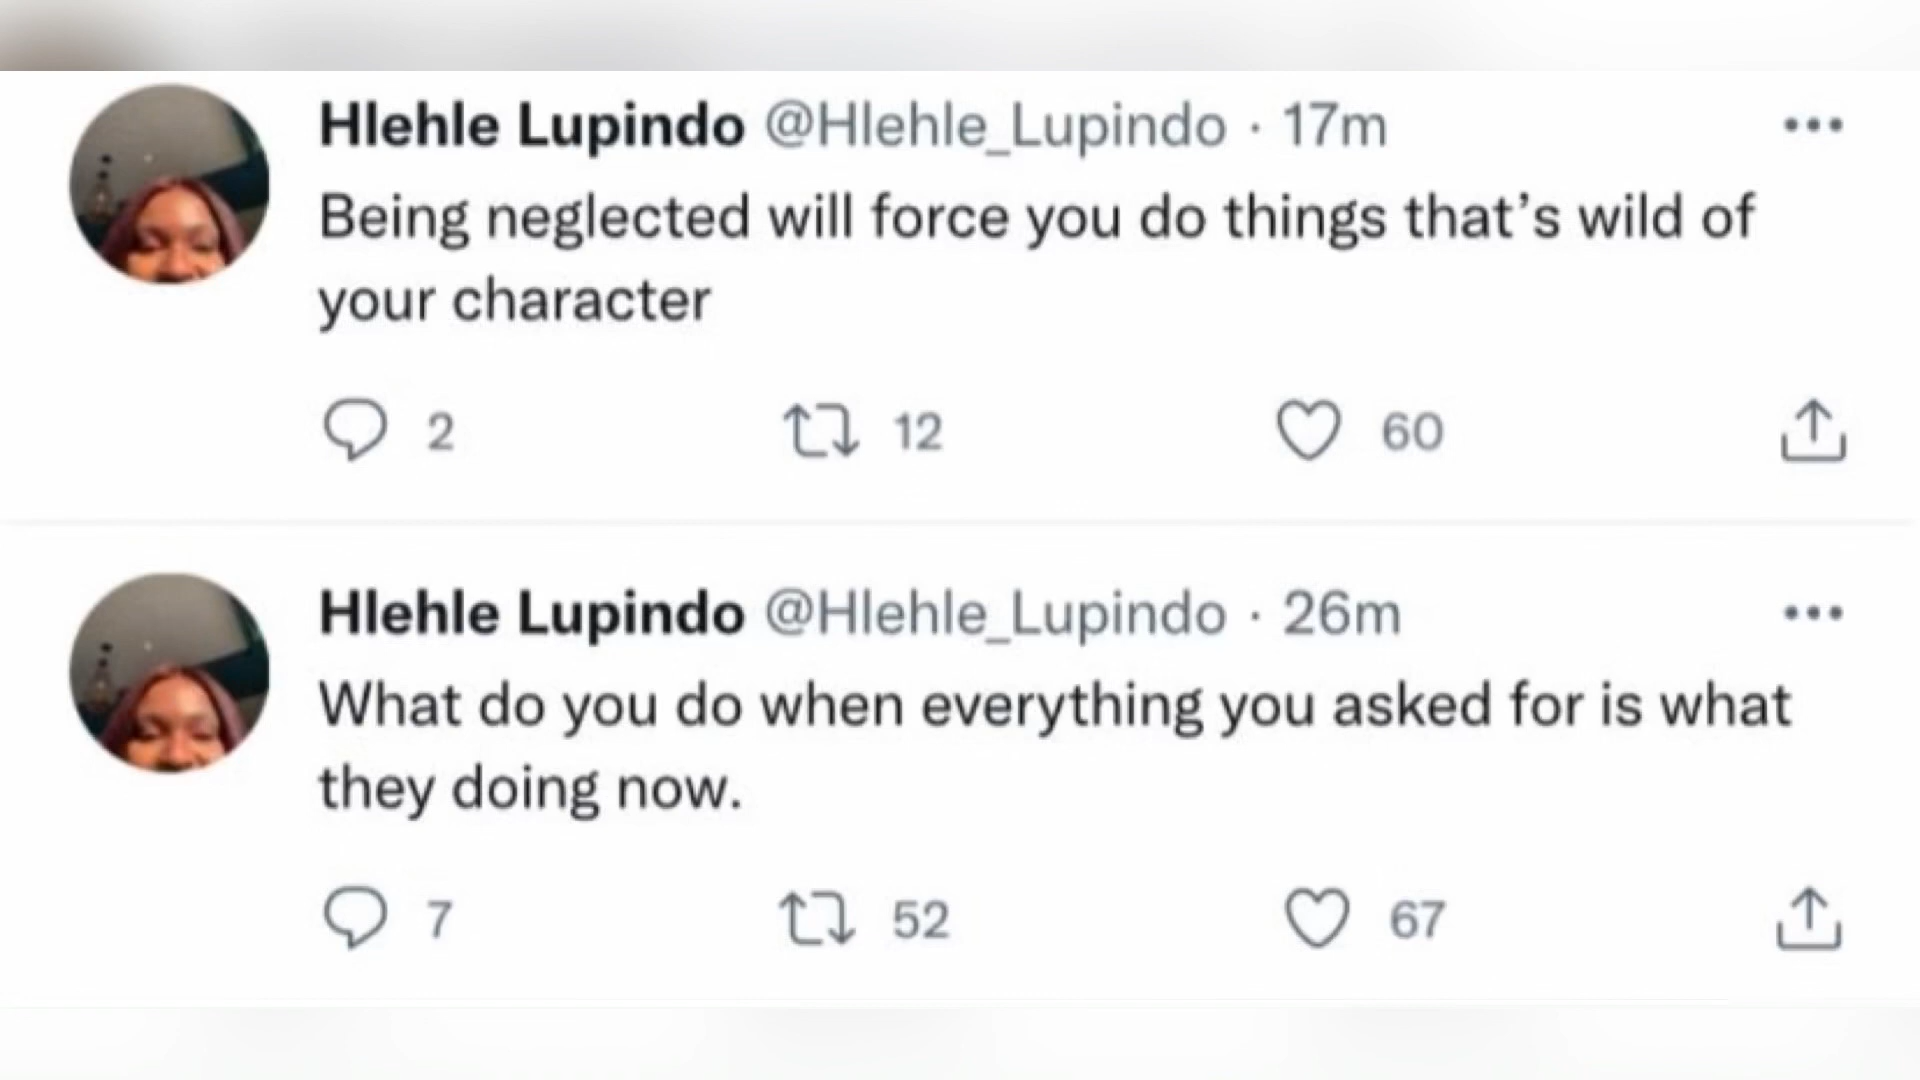 Hlehle Lupindo @Hlehle_Lupindo · 17m
Being neglected will force you do things that’s wild of
your character
2 12 60
Hlehle Lupindo @Hlehle_Lupindo · 26m
What do you do when everything you asked for is what
they doing now.
7 52 67